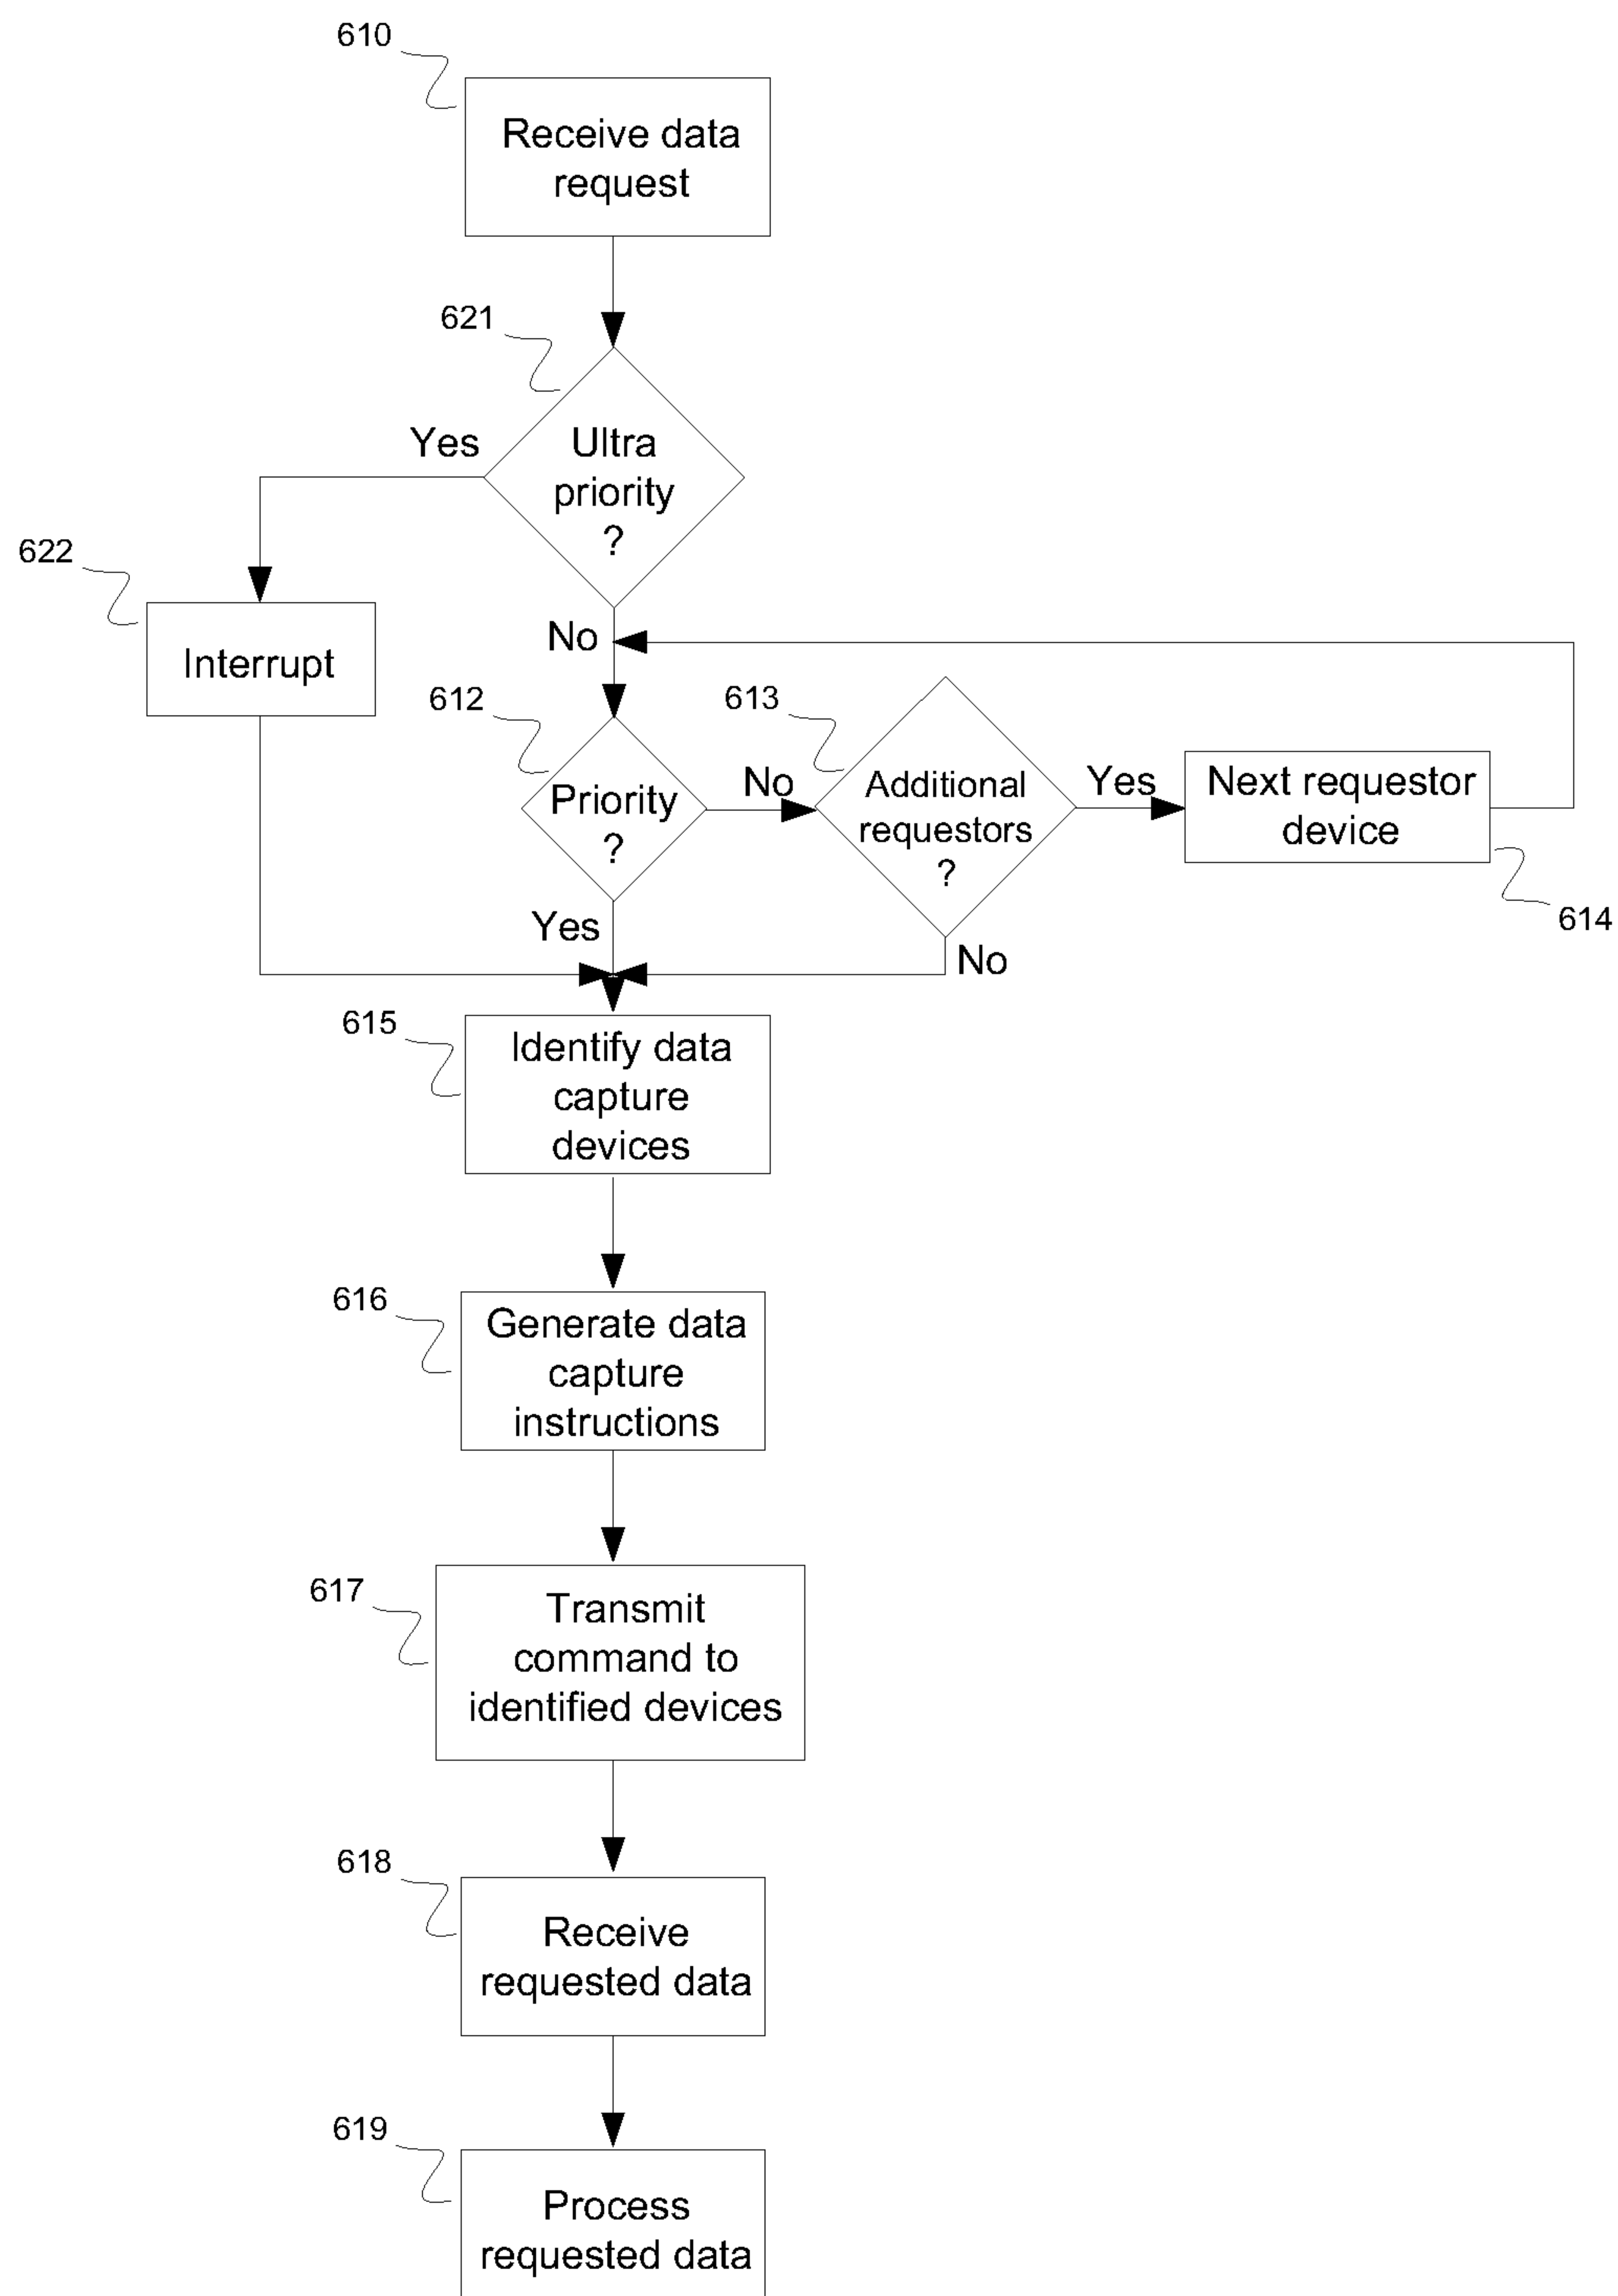 610
Receive data
request
621
Yes
Ultra
priority
?
622
Interrupt
No
612
Priority
?
No
613
Additional
requestors
?
Yes
Next requestor
device
614
Yes
No
615
Identify data
capture
devices
616
Generate data
capture
instructions
617
Transmit
command to
identified devices
618
Receive
requested data
619
Process
requested data